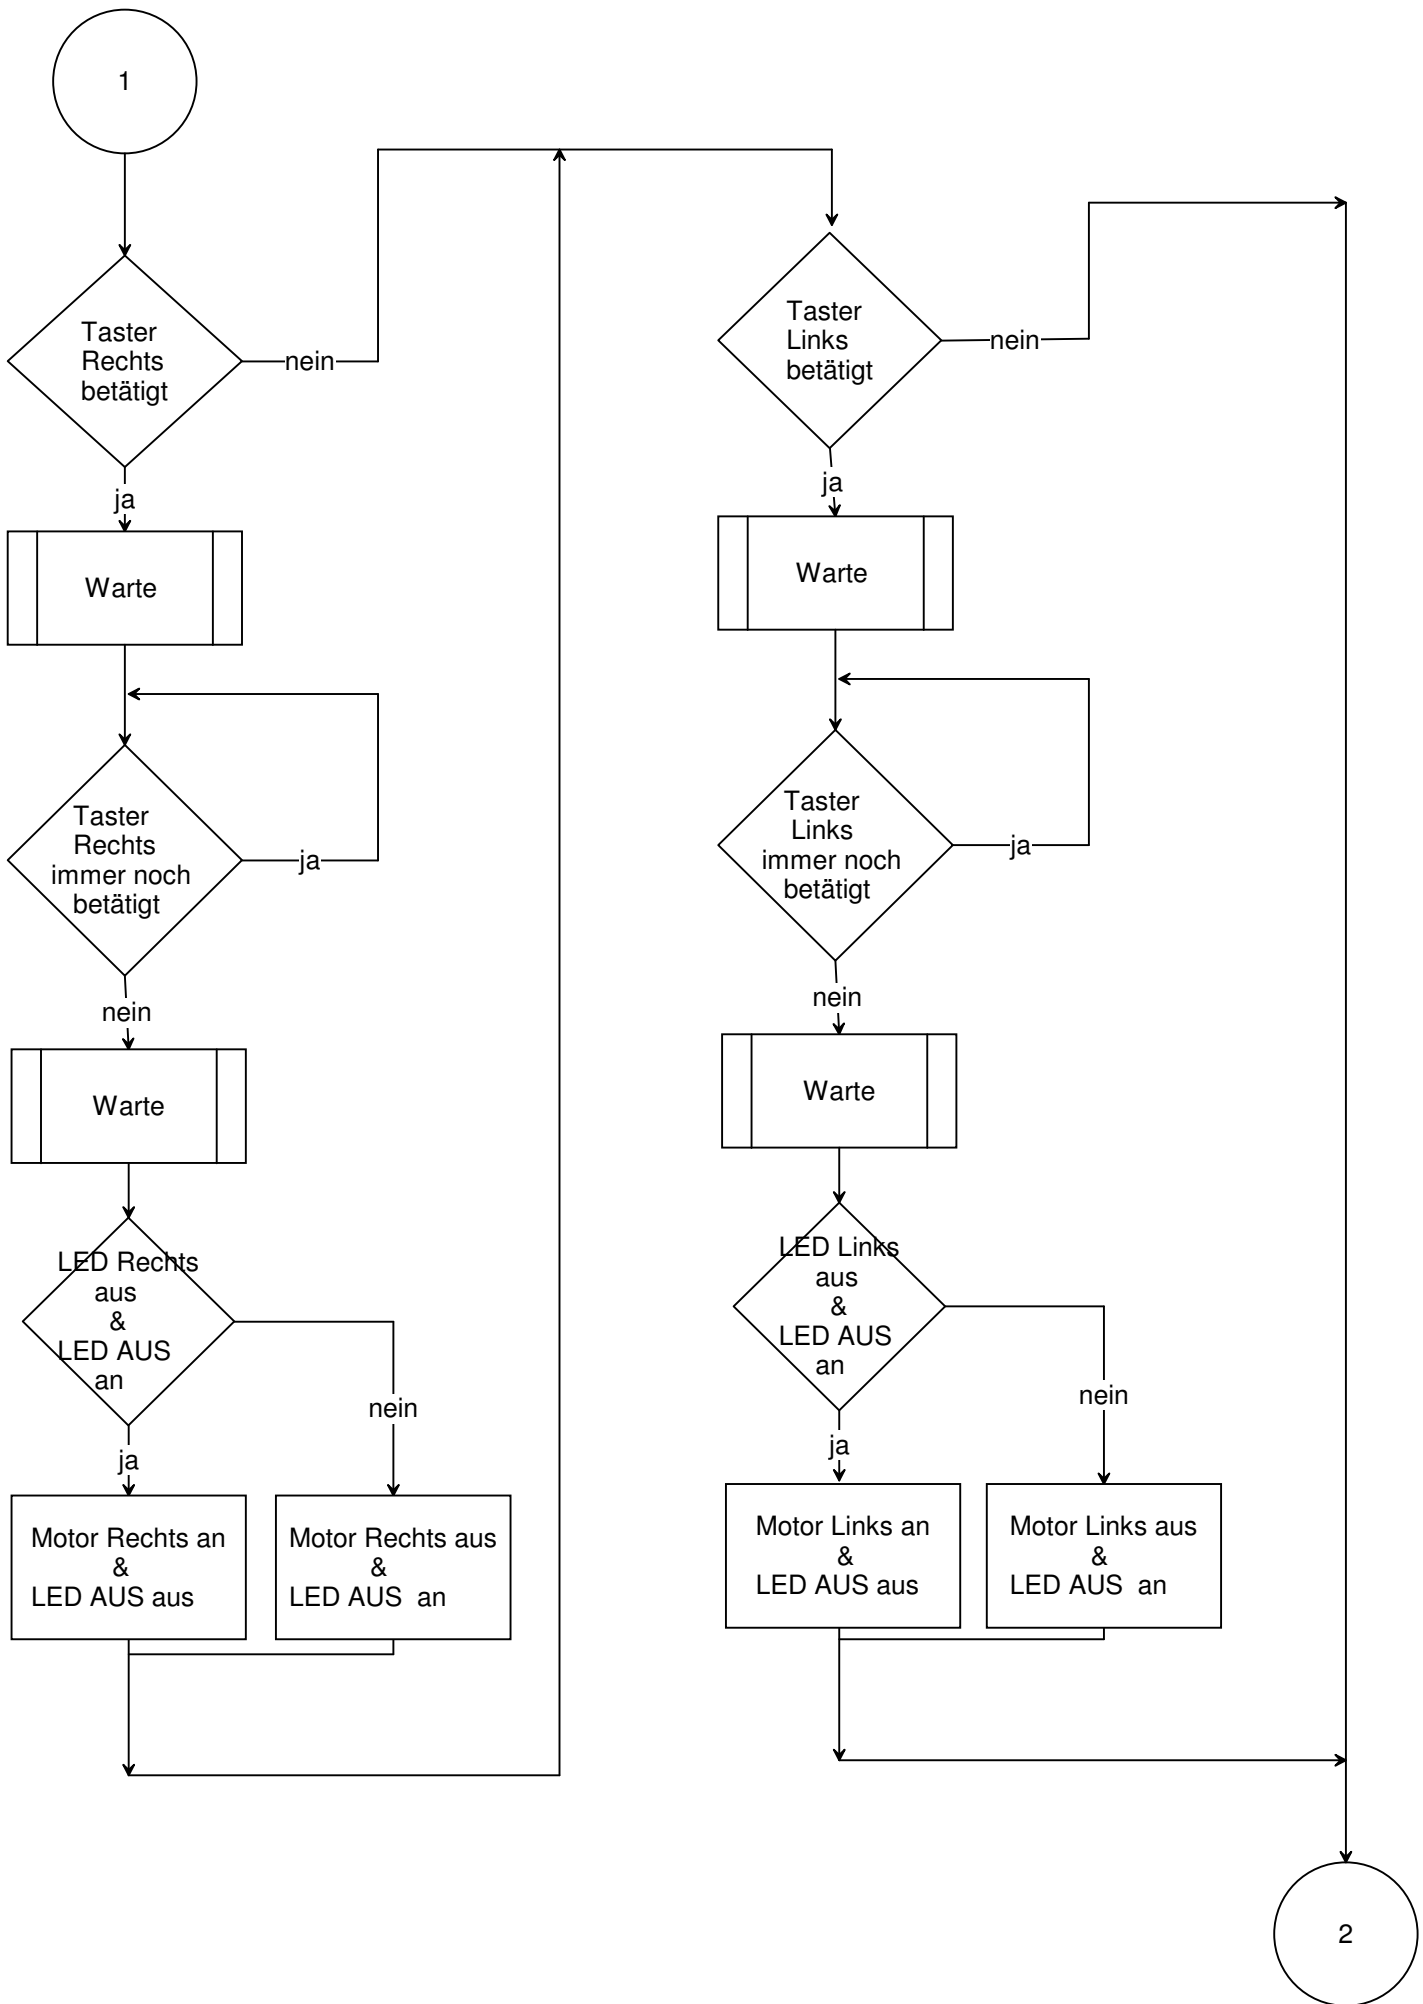 1
Taster
Rechts
betätigt
nein
ja
Warte
Taster
Rechts
immer noch
betätigt
ja
nein
Warte
LED Rechts
aus
&
LED AUS
an
nein
ja
Motor Rechts an
&
LED AUS aus
Motor Rechts aus
&
LED AUS an
Taster
Links
betätigt
nein
ja
Warte
Taster
Links
immer noch
betätigt
ja
nein
Warte
LED Links
aus
&
LED AUS
an
nein
ja
Motor Links an
&
LED AUS aus
Motor Links aus
&
LED AUS an
2